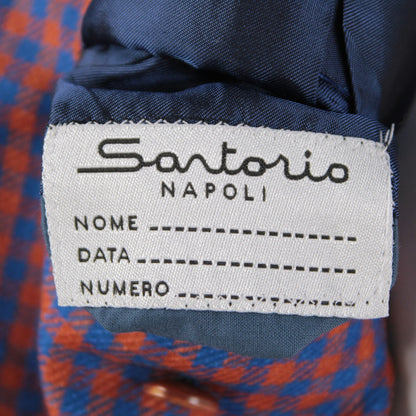 Sartorio
NAPOLI
NOME
DATA
NUMERO